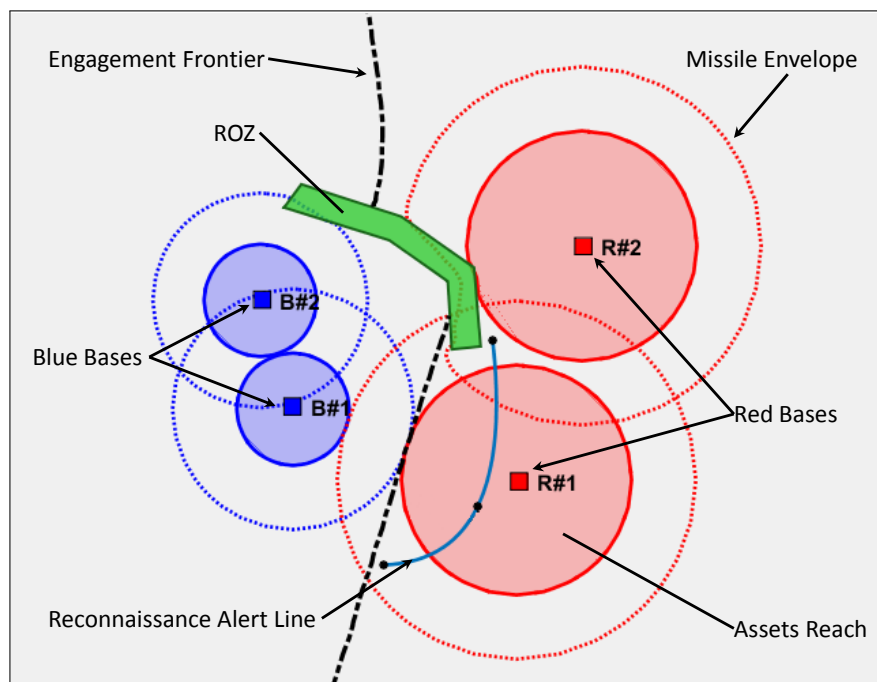 Engagement Frontier
Missile Envelope
ROZ
R#2
B#2
Blue Bases
B#1
Red Bases
R#1
Reconnaissance Alert Line
Assets Reach